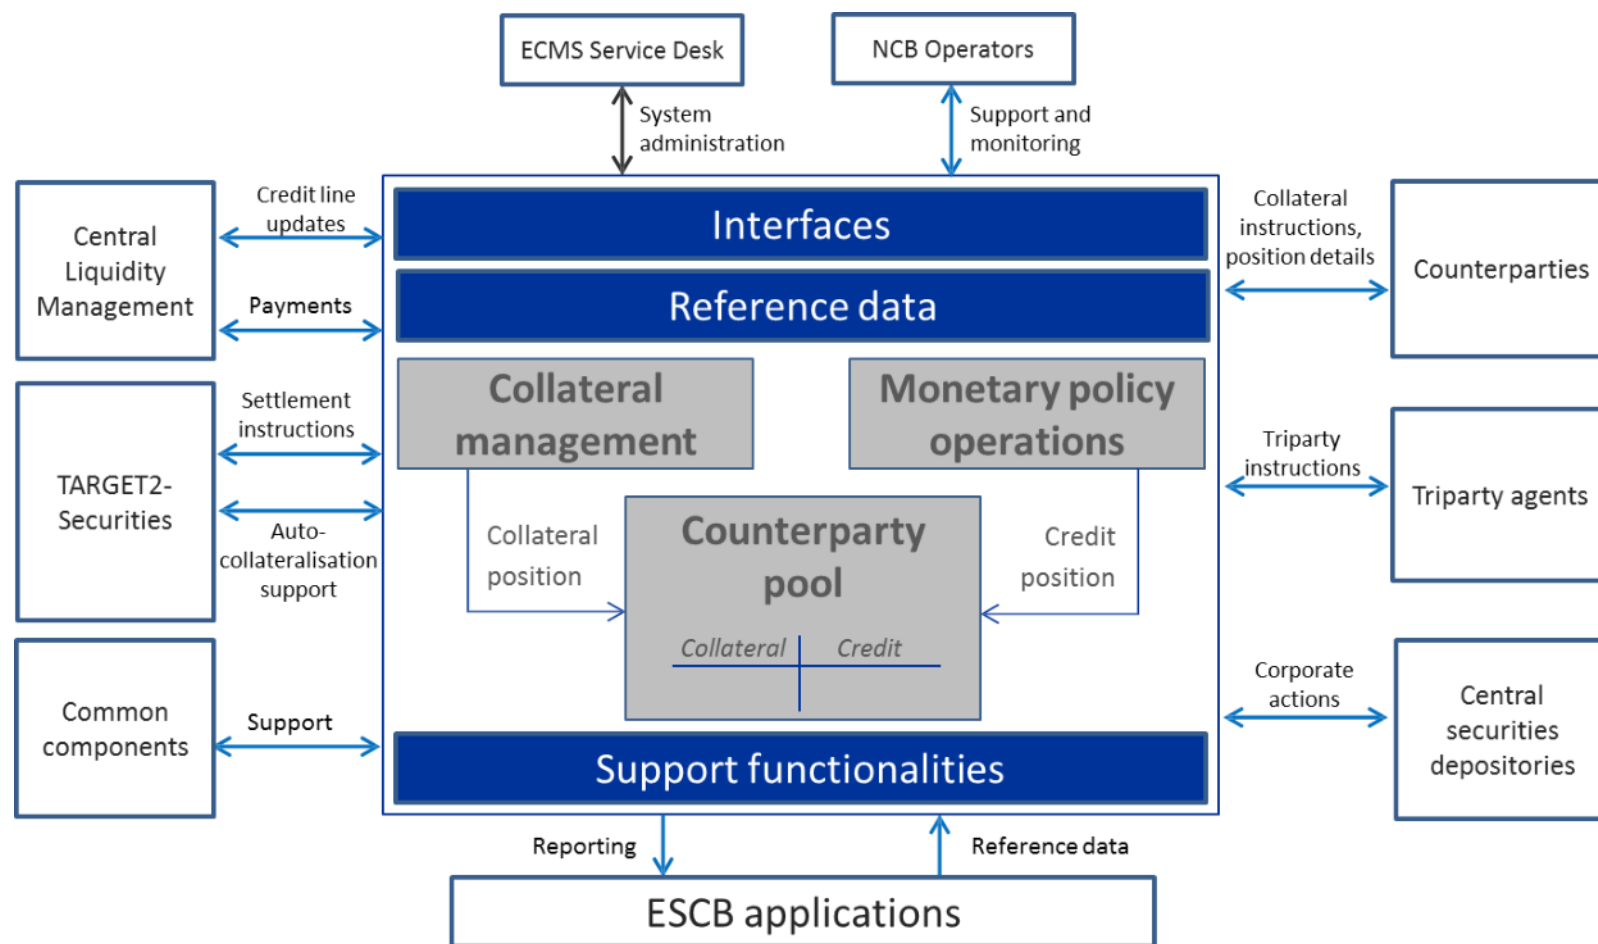 ECMS Service Desk
NCB Operators
System
administration
Support and
monitoring
Central
Liquidity
Management
Credit line
updates
Payments
Interfaces
Reference data
Collateral
instructions,
position details
Counterparties
Collateral
management
Monetary policy
operations
TARGET2-
Securities
Settlement
instructions
Auto-
collateralisation
support
Collateral
position
Counterparty
pool
Collateral
Credit
Credit
position
Triparty
instructions
Triparty agents
Common
components
Support
Support functionalities
Corporate
actions
Central
securities
depositories
Reporting
Reference data
ESCB applications